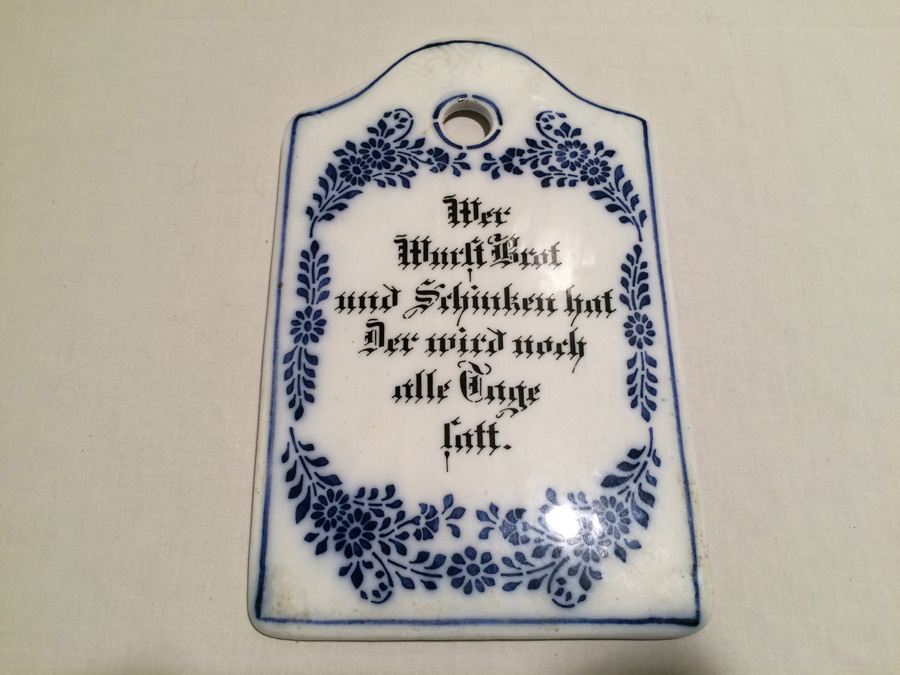 Wer
Wurst Brot
und Schinken hat
Der wird noch
alle Tage
satt.